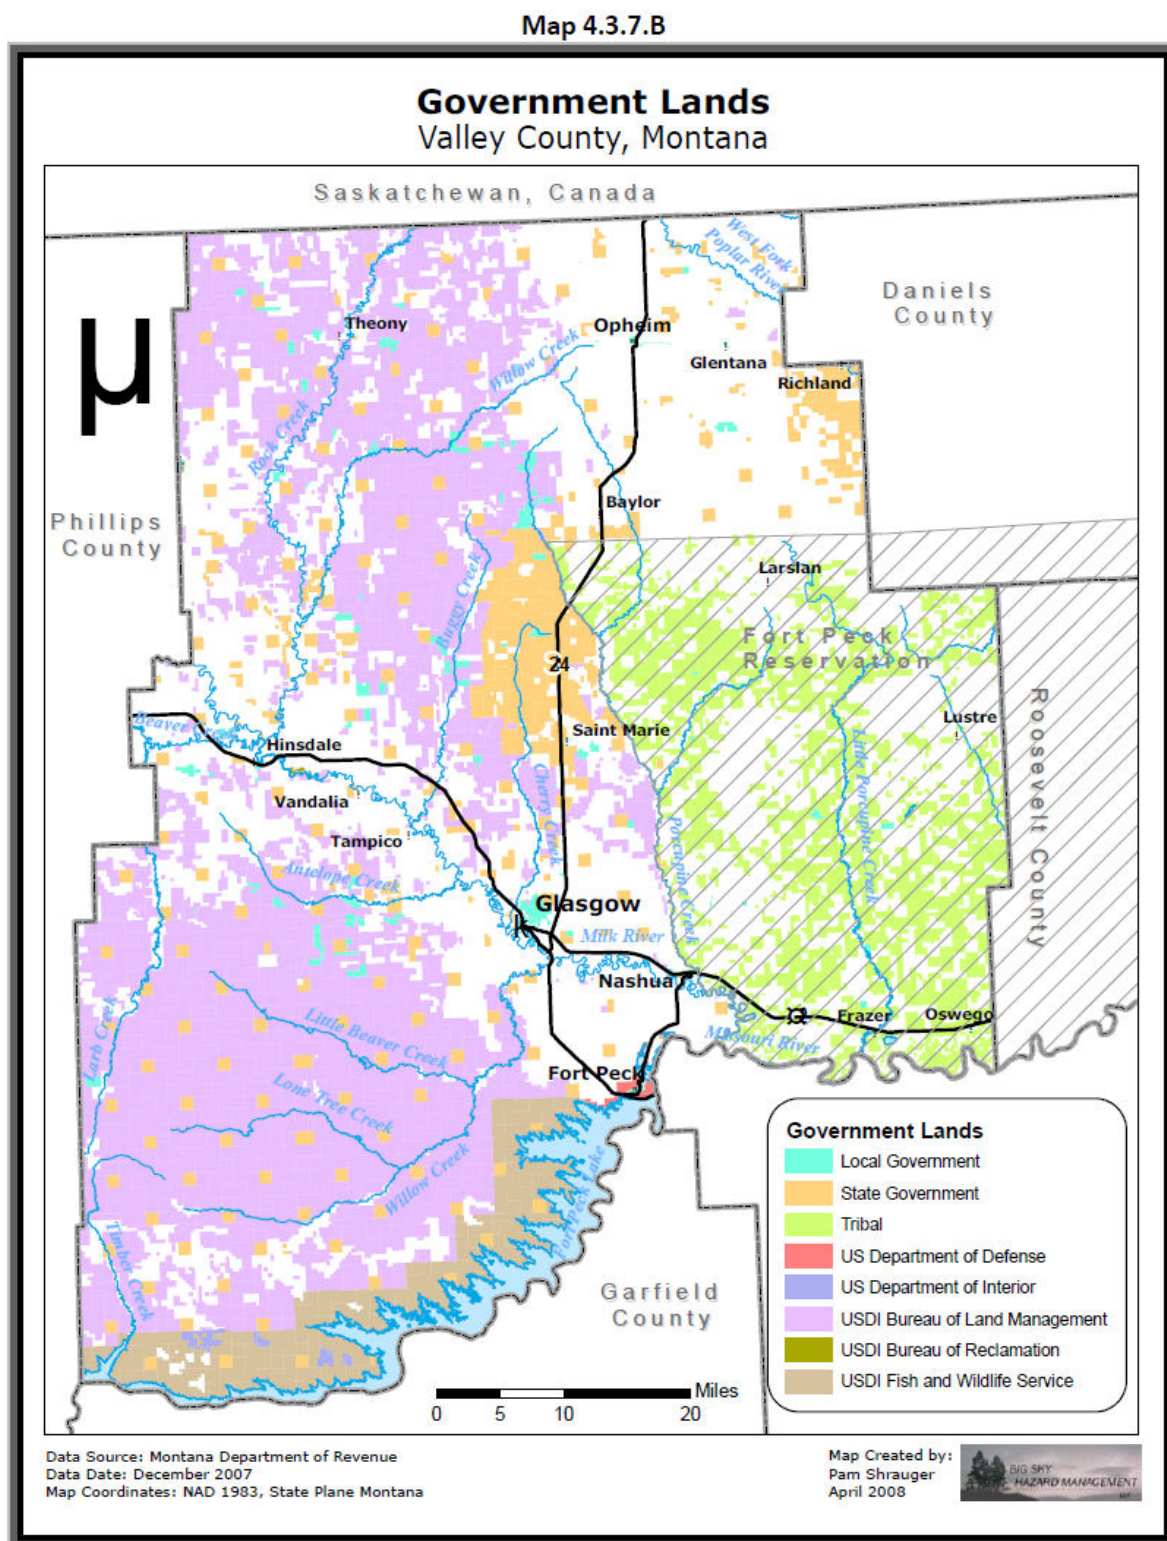 Map 4.3.7.B
Government Lands
Valley County, Montana
Saskatchewan, Canada
West Fork
Poplar River
Daniels
County
µ
Theony
Opheim
Glentana
Richland
Willow Creek
Rock Creek
Baylor
Phillips
County
Larslan
Buggy Creek
Fort Peck
Reservation
24
Roosevelt County
Lustre
Beaver Creek
Saint Marie
Hinsdale
Little Porcupine Creek
Vandalia
Cherry Creek
Tampico
Porcupine Creek
Antelope Creek
Glasgow
Milk River
Nashua
Frazer
Oswego
Larb Creek
Little Beaver Creek
Missouri River
Fort Peck
Lone Tree Creek
Willow Creek
Fort Peck Lake
Timber Creek
Garfield
County
Government Lands
Local Government
State Government
Tribal
US Department of Defense
US Department of Interior
USDI Bureau of Land Management
USDI Bureau of Reclamation
USDI Fish and Wildlife Service
Miles
0 5 10 20
Data Source: Montana Department of Revenue
Data Date: December 2007
Map Coordinates: NAD 1983, State Plane Montana
Map Created by:
Pam Shrauger
April 2008
BIG SKY
HAZARD MANAGEMENT